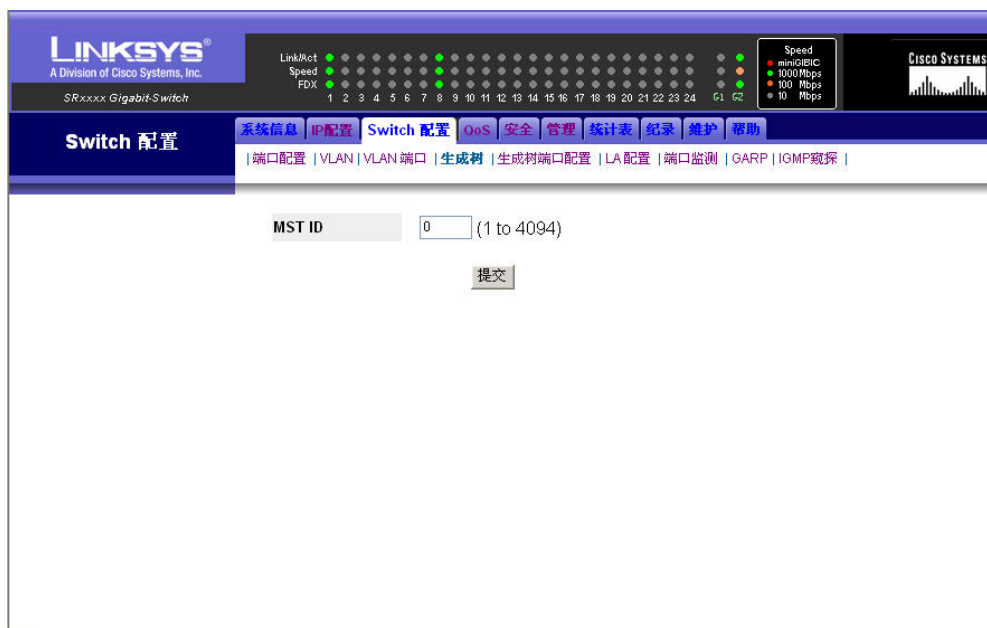 LINKSYS®
A Division of Cisco Systems, Inc.
SRxxxx Gigabit-Switch
Link/Act
Speed
FDX
1 2 3 4 5 6 7 8 9 10 11 12 13 14 15 16 17 18 19 20 21 22 23 24 G1 G2
Speed
miniGIBIC
1000Mbps
100 Mbps
10 Mbps
CISCO SYSTEMS
Switch 配置
系统信息 IP配置 Switch 配置 QoS 安全 管理 统计表 纪录 维护 帮助
| 端口配置 | VLAN | VLAN 端口 | 生成树 | 生成树端口配置 | LA 配置 | 端口监测 | GARP | IGMP窥探 |
MST ID 0 (1 to 4094)
提交